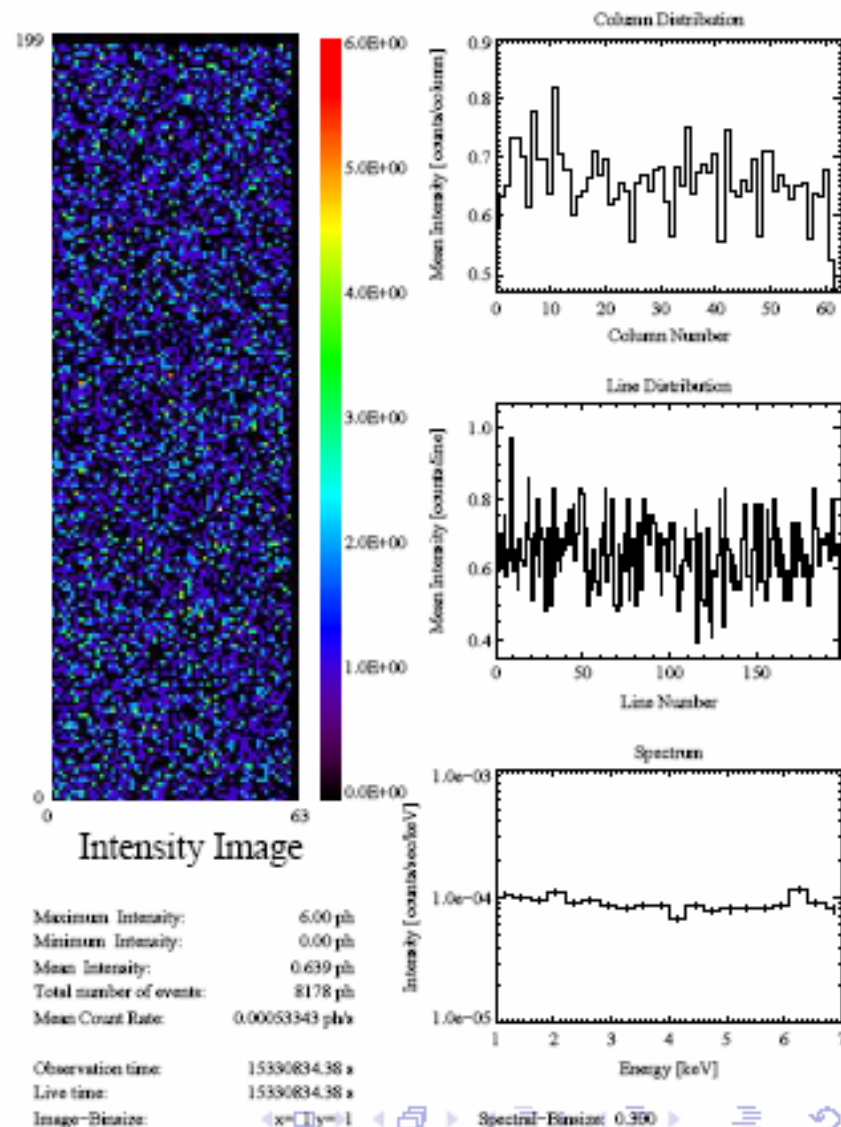 199
0
0
63
Intensity Image
6.0E+00
5.0E+00
4.0E+00
3.0E+00
2.0E+00
1.0E+00
0.0E+00
Maximum Intensity: 6.00 ph
Minimum Intensity: 0.00 ph
Mean Intensity: 0.639 ph
Total number of events: 8178 ph
Mean Count Rate: 0.00053343 ph/s
Observation time: 15330834.38 s
Live time: 15330834.38 s
Image-Binsize: x= 1 y= 1
Spectral-Binsize: 0.300
Column Distribution
Mean Intensity [counts/column]
0.9
0.8
0.7
0.6
0.5
0 10 20 30 40 50 60
Column Number
Line Distribution
Mean Intensity [counts/line]
1.0
0.8
0.6
0.4
0 50 100 150
Line Number
Spectrum
Intensity [counts/sec/keV]
1.0e-03
1.0e-04
1.0e-05
1 2 3 4 5 6 7
Energy [keV]